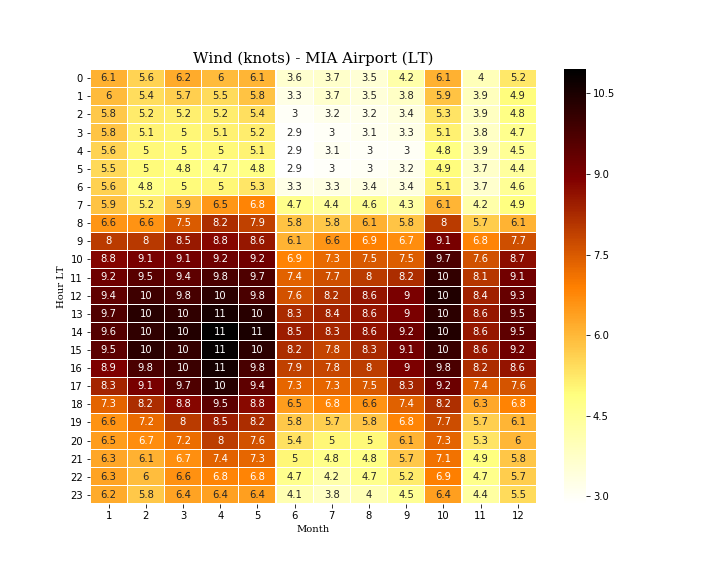 Wind (knots) - MIA Airport (LT)
0 6.1 5.6 6.2 6 6.1 3.6 3.7 3.5 4.2 6.1 4 5.2
1 6 5.4 5.7 5.5 5.8 3.3 3.7 3.5 3.8 5.9 3.9 4.9
2 5.8 5.2 5.2 5.2 5.4 3 3.2 3.2 3.4 5.3 3.9 4.8
3 5.8 5.1 5 5 5.2 2.9 3 3.1 3.3 5.1 3.8 4.7
4 5.6 5 5 5 5.1 2.9 3.1 3 3 4.8 3.9 4.5
5 5.5 5 4.8 4.7 4.8 2.9 3 3 3.2 4.9 3.7 4.4
6 5.6 4.8 5 5 5.3 3.3 3.3 3.4 3.4 5.1 3.7 4.6
7 5.9 5.2 5.9 6.5 6.8 4.7 4.4 4.6 4.3 6.1 4.2 4.9
8 6.6 6.6 7.5 8.2 7.9 5.8 5.8 6.1 5.8 8 5.7 6.1
9 8 8 8.5 8.8 8.6 6.1 6.6 6.9 6.7 9.1 6.8 7.7
10 8.8 9.1 9.1 9.2 9.2 6.9 7.3 7.5 7.5 9.7 7.6 8.7
11 9.2 9.5 9.4 9.8 9.7 7.4 7.7 8 8.2 10 8.1 9.1
12 9.4 10 9.8 10 9.8 7.6 8.2 8.6 9 10 8.4 9.3
13 9.7 10 10 11 10 8.3 8.4 8.6 9 10 8.6 9.5
14 9.6 10 10 11 11 8.5 8.3 8.6 9.2 10 8.6 9.5
15 9.5 10 10 11 10 8.2 7.8 8.3 9.1 10 8.6 9.2
16 8.9 9.8 10 11 9.8 7.9 7.8 8 9 9.8 8.2 8.6
17 8.3 9.1 9.7 10 9.4 7.3 7.3 7.5 8.3 9.2 7.4 7.6
18 7.3 8.2 8.8 9.5 8.8 6.5 6.8 6.6 7.4 8.2 6.3 6.8
19 6.6 7.2 8 8.5 8.2 5.8 5.7 5.8 6.8 7.7 5.7 6.1
20 6.5 6.7 7.2 8 7.6 5.4 5 5 6.1 7.3 5.3 6
21 6.3 6.1 6.7 7.4 7.3 5 4.8 4.8 5.7 7.1 4.9 5.8
22 6.3 6 6.6 6.8 6.8 4.7 4.2 4.7 5.2 6.9 4.7 5.7
23 6.2 5.8 6.4 6.4 6.4 4.1 3.8 4 4.5 6.4 4.4 5.5
1 2 3 4 5 6 7 8 9 10 11 12
Month
Hour LT
10.5
9.0
7.5
6.0
4.5
3.0